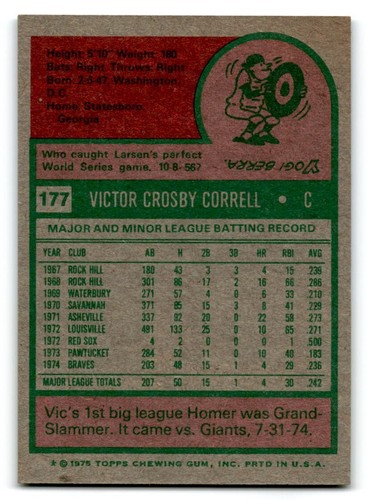 Height: 5'10" Weight: 180
Bats: Right Throws: Right
Born: 2-5-47, Washington,
D.C.
Home: Statesboro,
Georgia
Who caught Larsen's perfect
World Series game, 10-8-56?
YOGI BERRA.
177 VICTOR CROSBY CORRELL • C
MAJOR AND MINOR LEAGUE BATTING RECORD
YEAR CLUB AB H 2B 3B HR RBI AVG
1967 ROCK HILL 180 43 3 3 4 15 .239
1968 ROCK HILL 301 86 17 2 16 66 .286
1969 WATERBURY 271 57 4 0 6 33 .210
1970 SAVANNAH 371 85 15 1 22 71
1971 ASHEVILLE 337 92 20 0 22 58 .273
1972 LOUISVILLE 481 133 25 0 10 65 .271
1972 RED SOX 4 2 0 0 0 1 .500
1973 PAWTUCKET 284 52 11 0 10 40 .183
1974 BRAVES 203 48 15 1 4 29 .236
MAJOR LEAGUE TOTALS 207 50 15 1 4 30 .242
Vic's 1st big league Homer was Grand-
Slammer. It came vs. Giants, 7-31-74.
* © 1975 TOPPS CHEWING GUM, INC. PRTD IN U.S.A.